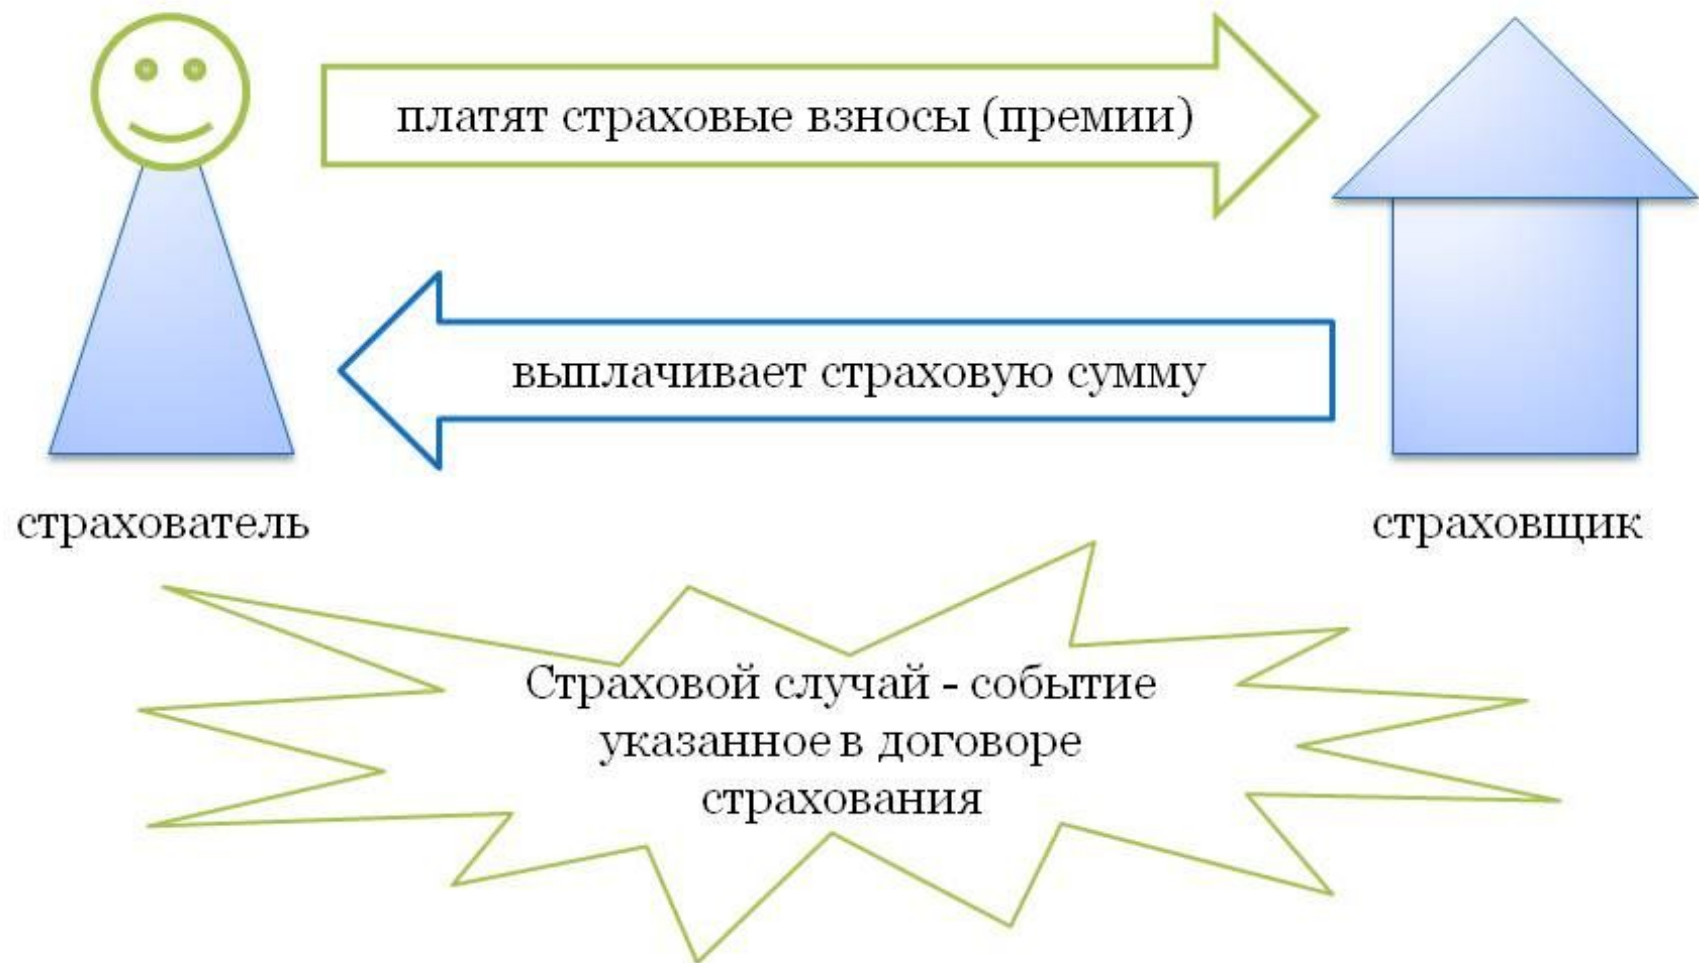 платят страховые взносы (премии)
выплачивает страховую сумму
страхователь
страховщик
Страховой случай - событие
указанное в договоре
страхования